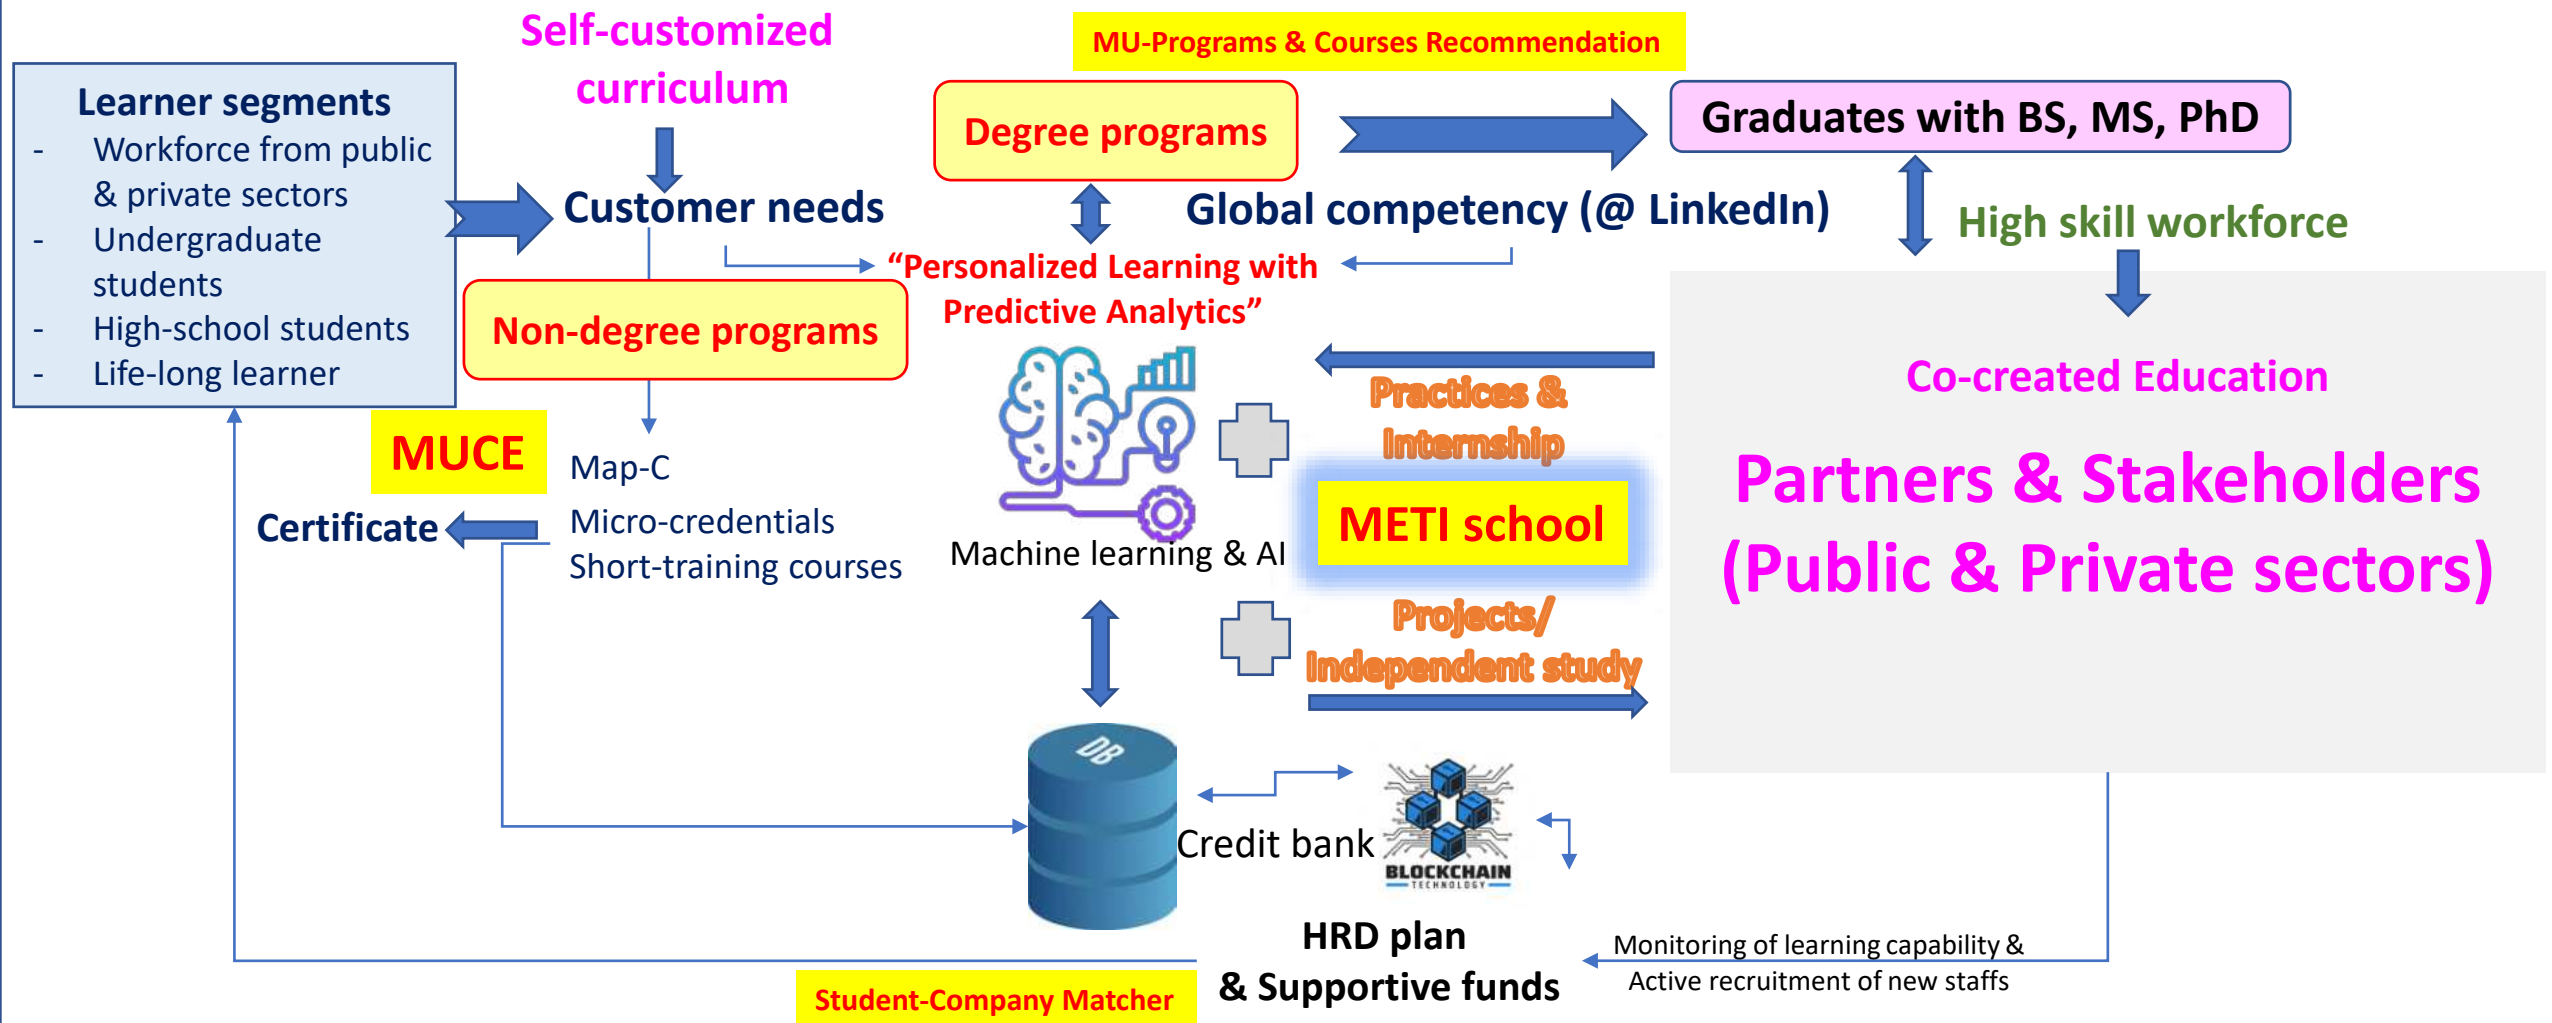 Self-customized
curriculum
MU-Programs & Courses Recommendation
Learner segments
- Workforce from public
& private sectors
- Undergraduate
students
- High-school students
- Life-long learner
Customer needs
Degree programs
Graduates with BS, MS, PhD
Global competency (@ LinkedIn)
High skill workforce
“Personalized Learning with
Predictive Analytics”
Non-degree programs
MUCE
Map-C
Micro-credentials
Short-training courses
Certificate
Machine learning & AI
Practices &
Internship
METI school
Projects/
Independent study
Co-created Education
Partners & Stakeholders
(Public & Private sectors)
DB
Credit bank
BLOCKCHAIN
TECHNOLOGY
HRD plan
& Supportive funds
Monitoring of learning capability &
Active recruitment of new staffs
Student-Company Matcher